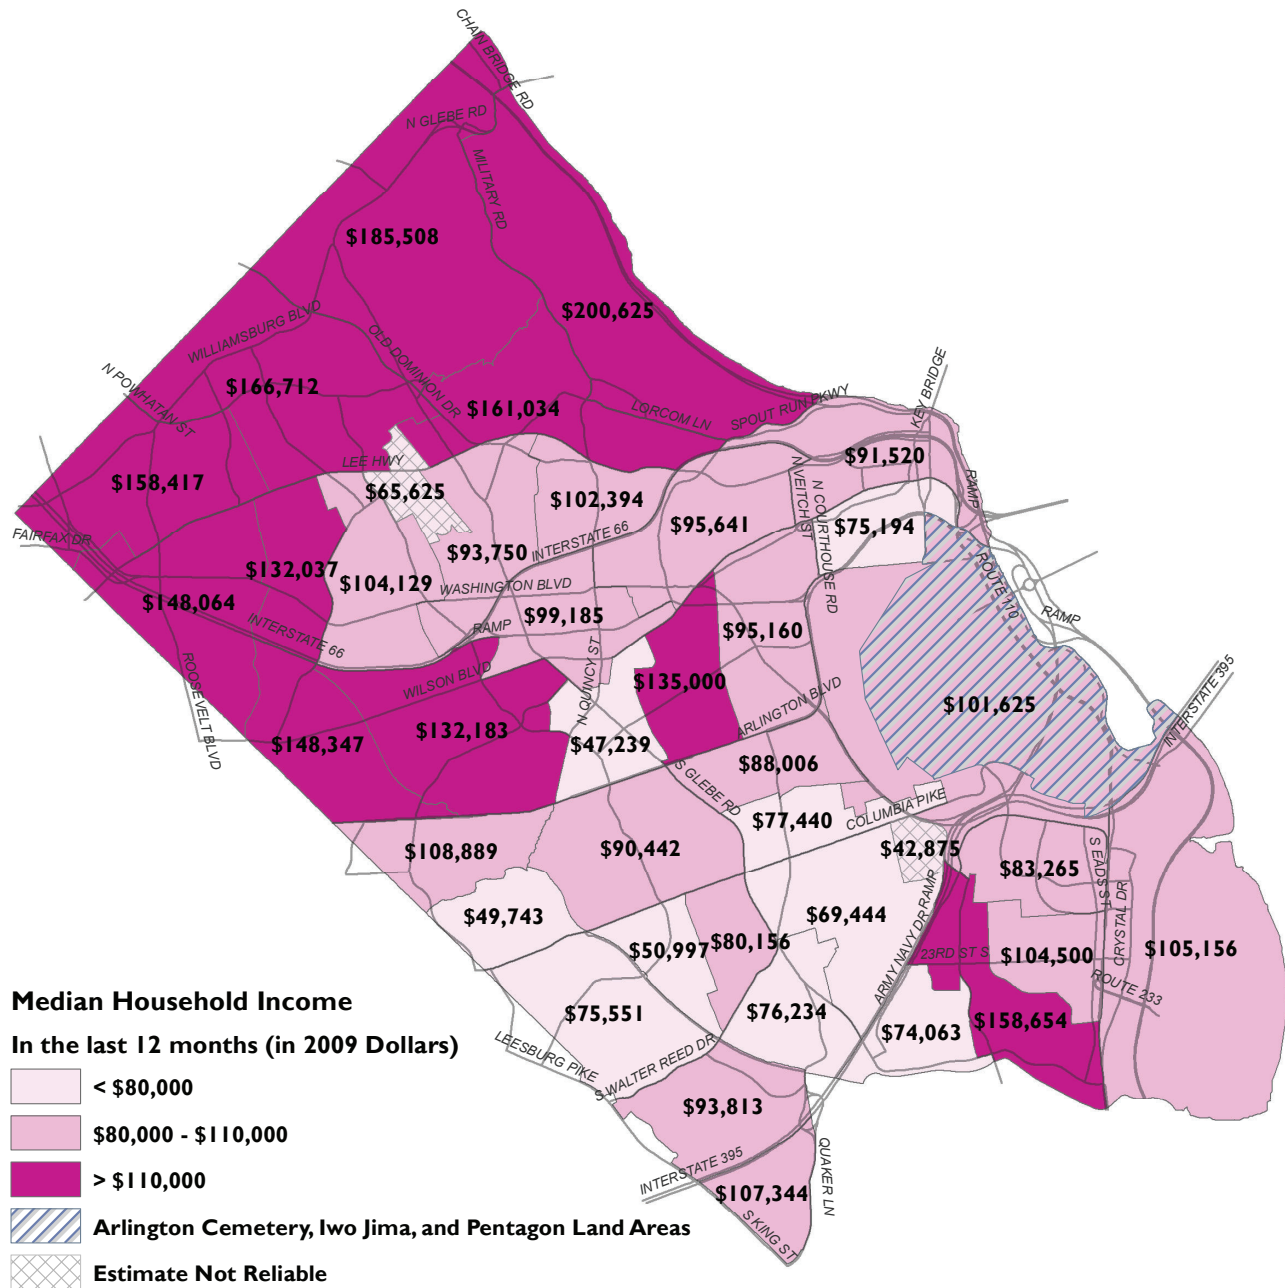 CHAIN BRIDGE RD
N GLEBE RD
MILITARY RD
$185,508
$200,625
WILLIAMSBURG BLVD
OLD DOMINION DR
N POWHATAN ST
$166,712
$161,034
LORCOM LN
SPOUT RUN PKWY
KEY BRIDGE
LEE HWY
$158,417
$65,625
$102,394
$91,520
RAMP
N VEITCH ST
N COURTHOUSE RD
$95,641
$75,194
FAIRFAX DR
$93,750
INTERSTATE 66
$132,037
$104,129
WASHINGTON BLVD
$148,064
INTERSTATE 66
RAMP
$99,185
$95,160
ROUTE 110
RAMP
ROOSEVELT BLVD
WILSON BLVD
N QUINCY ST
$135,000
ARLINGTON BLVD
$101,625
INTERSTATE 395
$148,347
$132,183
$47,239
$88,006
S GLEBE RD
$77,440
COLUMBIA PIKE
$108,889
$90,442
$42,875
$83,265
S EADS ST
CRYSTAL DR
$49,743
$69,444
ARMY NAVY DR RAMP
$50,997
$80,156
23RD ST S
$104,500
$105,156
ROUTE 233
Median Household Income
$75,551
$76,234
$74,063
$158,654
In the last 12 months (in 2009 Dollars)
LEESBURG PIKE
S WALTER REED DR
< $80,000
$93,813
$80,000 - $110,000
INTERSTATE 395
QUAKER LN
> $110,000
$107,344
S KING ST
Arlington Cemetery, Iwo Jima, and Pentagon Land Areas
Estimate Not Reliable